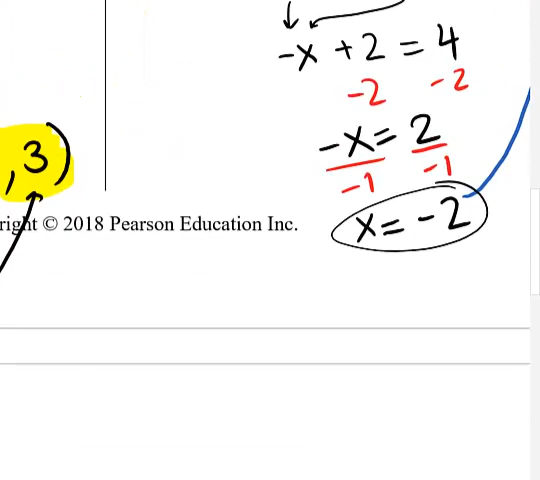 -x + 2 = 4
-2 -2
-x = 2
-1 -1
x = -2
, 3)
right © 2018 Pearson Education Inc.